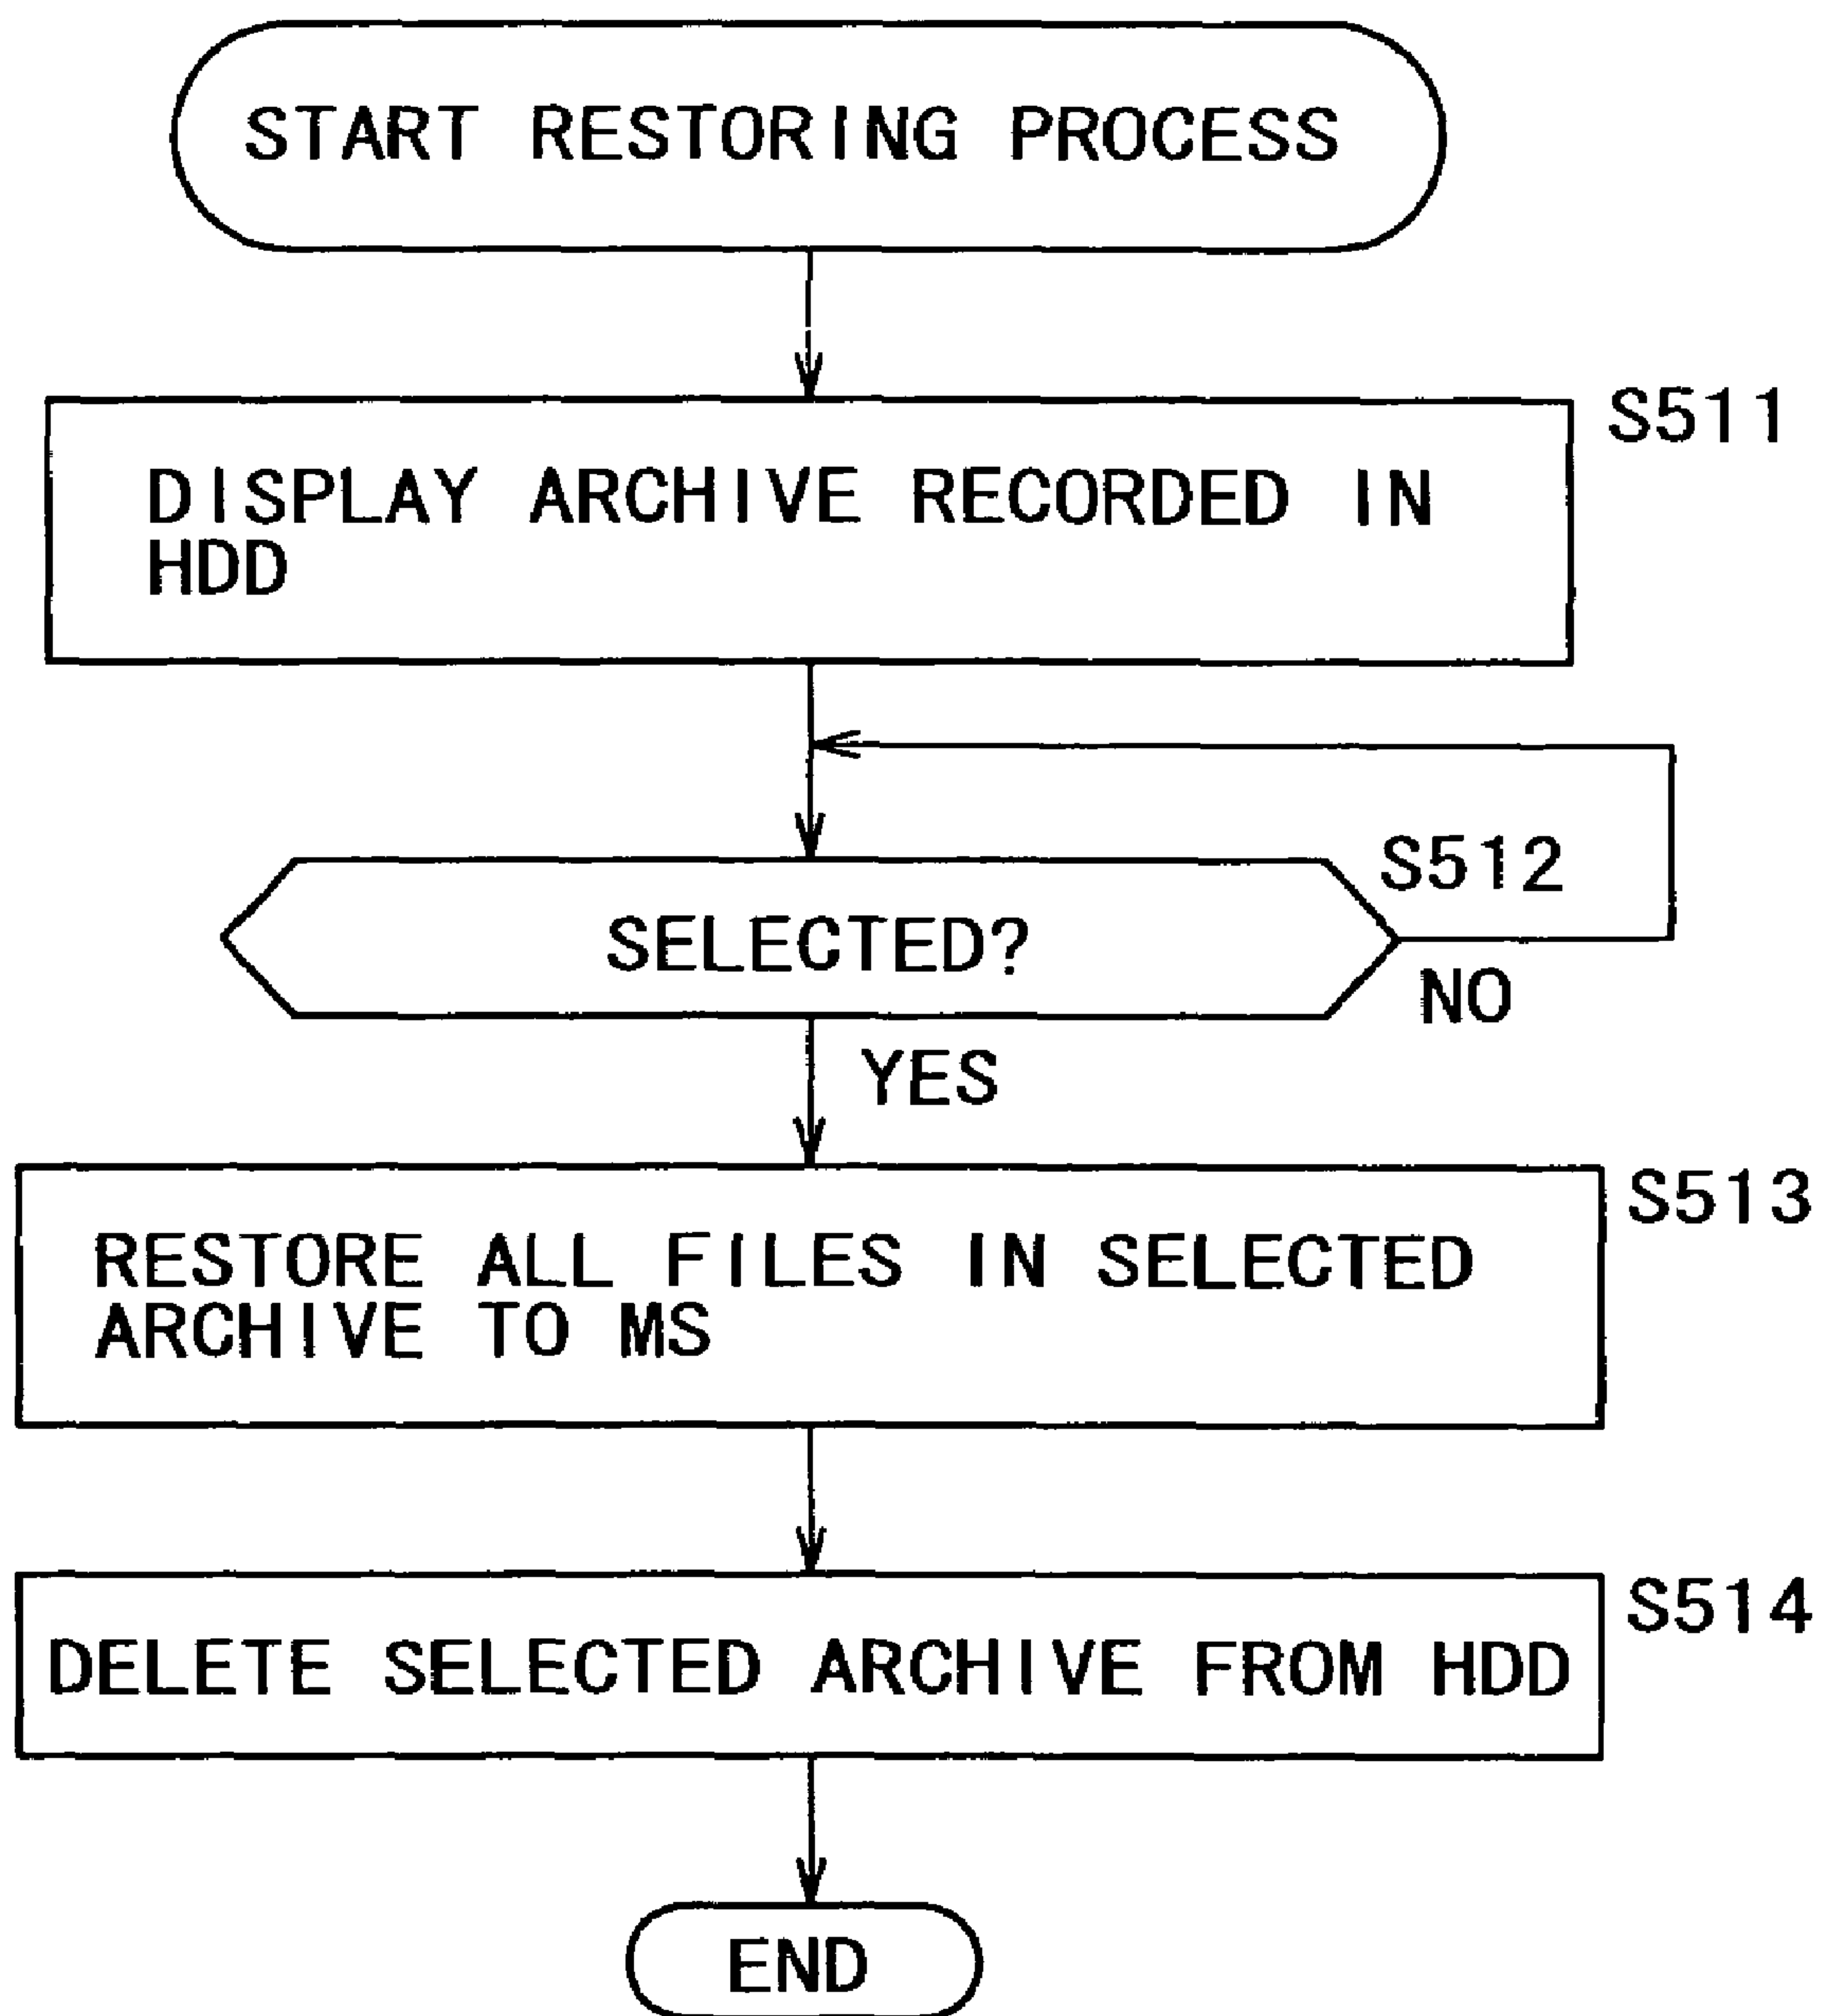 START RESTORING PROCESS
S511
DISPLAY ARCHIVE RECORDED IN
HDD
S512
SELECTED?
NO
YES
S513
RESTORE ALL FILES IN SELECTED
ARCHIVE TO MS
S514
DELETE SELECTED ARCHIVE FROM HDD
END